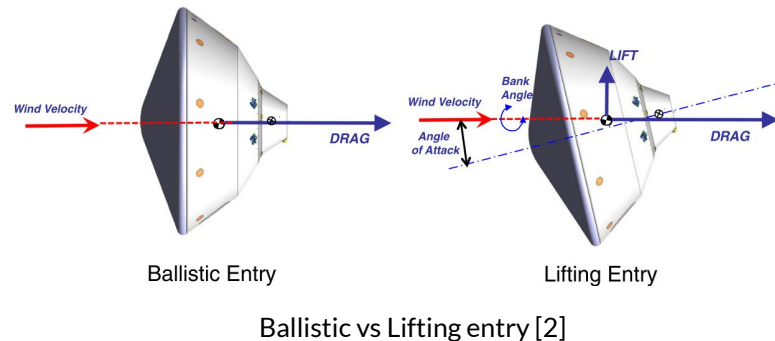 Wind Velocity
DRAG
Ballistic Entry
LIFT
Bank
Angle
Wind Velocity
Angle
of Attack
DRAG
Lifting Entry
Ballistic vs Lifting entry [2]